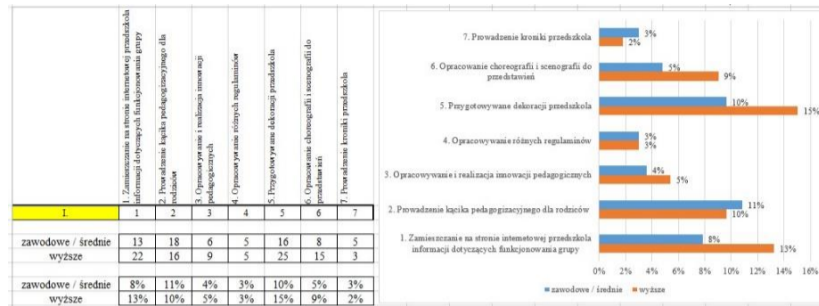 1. Zamieszczanie na stronie internetowej przedszkola
informacji dotyczących funkcjonowania grupy
2. Prowadzenie kącika pedagogizacyjnego dla
rodziców
3. Opracowywanie i realizacja innowacji
pedagogicznych
4. Opracowywanie różnych regulaminów
5. Przygotowywane dekoracji przedszkola
6. Opracowanie choreografii i scenografii do
przedstawień
7. Prowadzenie kroniki przedszkola
I. 1 2 3 4 5 6 7
zawodowe / średnie 13 18 6 5 16 8 5
wyższe 22 16 9 5 25 15 3
zawodowe / średnie 8% 11% 4% 3% 10% 5% 3%
wyższe 13% 10% 5% 3% 15% 9% 2%
7. Prowadzenie kroniki przedszkola 3%
2%
6. Opracowanie choreografii i scenografii do
przedstawień 5%
9%
5. Przygotowywane dekoracji przedszkola 10%
15%
4. Opracowywanie różnych regulaminów 3%
3%
3. Opracowywanie i realizacja innowacji pedagogicznych 4%
5%
2. Prowadzenie kącika pedagogizacyjnego dla rodziców 11%
10%
1. Zamieszczanie na stronie internetowej przedszkola
informacji dotyczących funkcjonowania grupy 8%
13%
0% 2% 4% 6% 8% 10% 12% 14% 16%
zawodowe / średnie wyższe